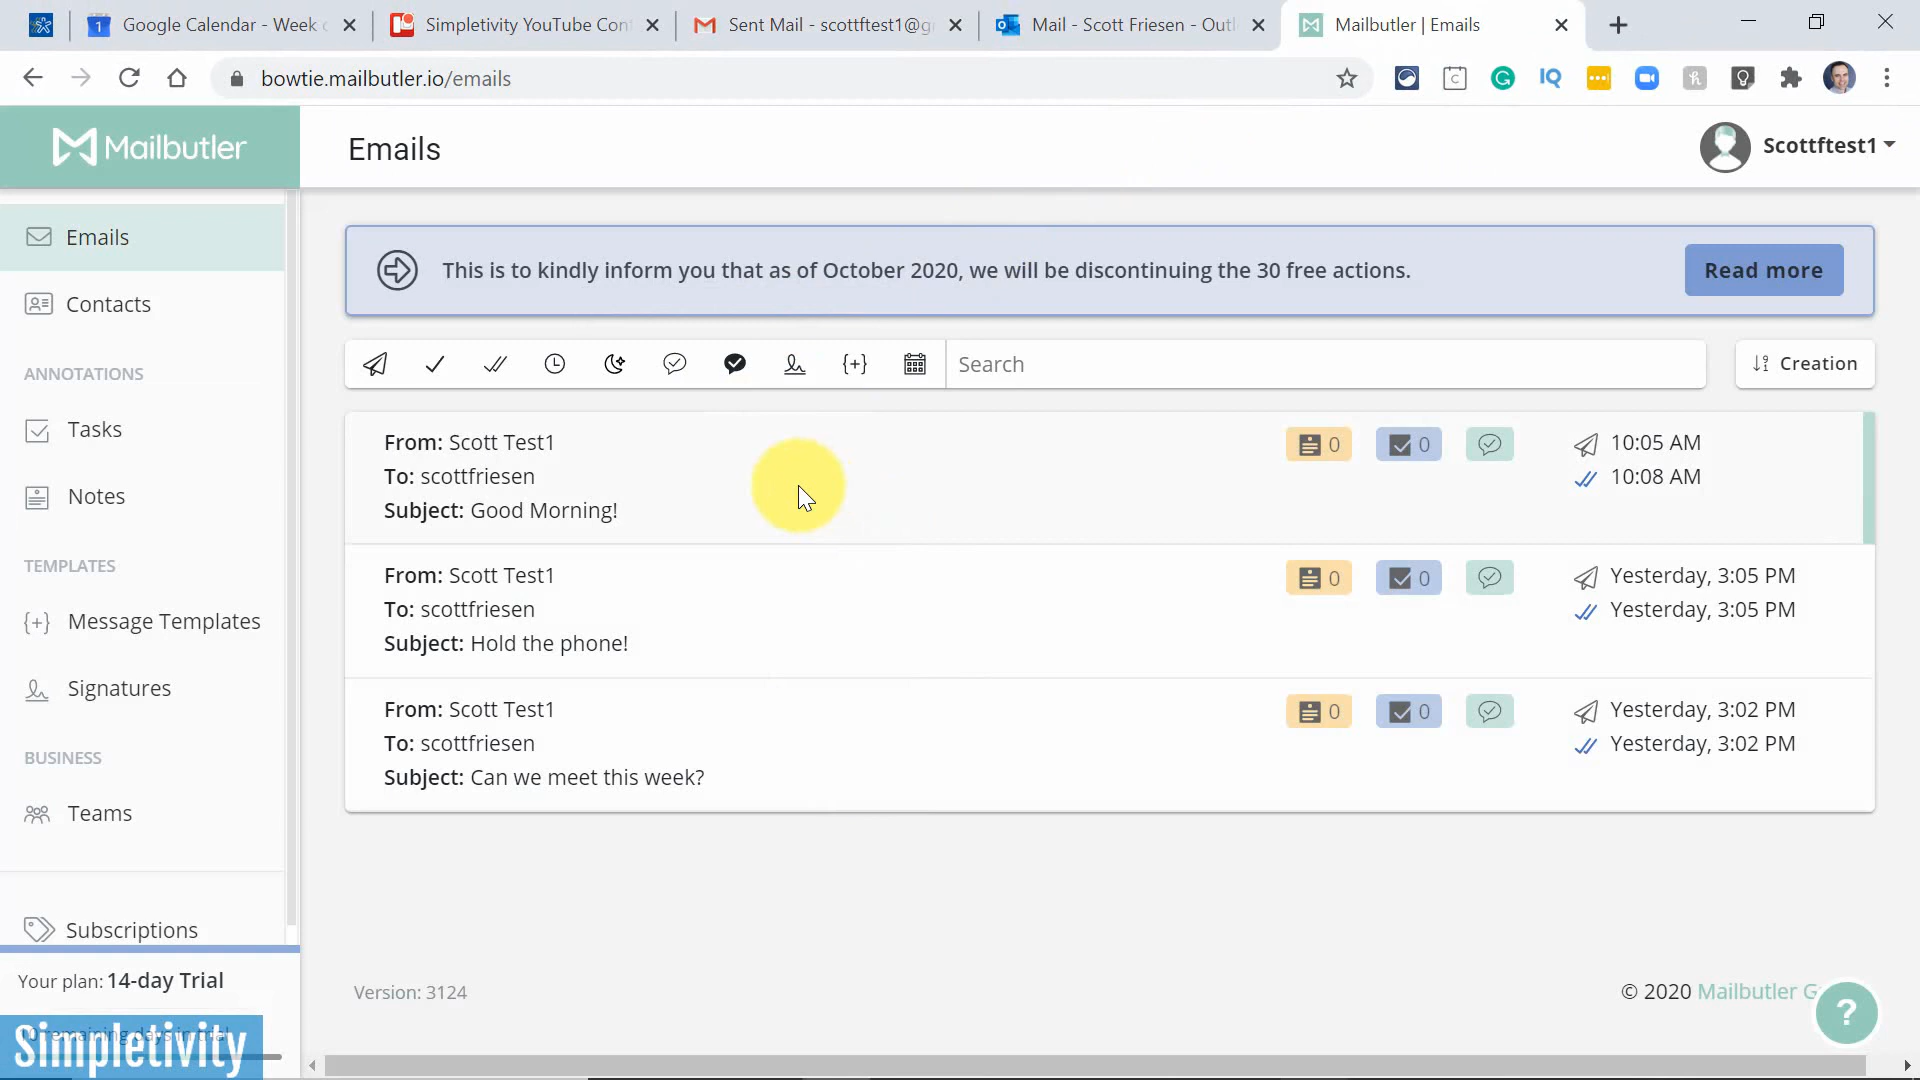 Google Calendar - Week
Simpletivity YouTube Con
Sent Mail - scottftest1@g
Mail - Scott Friesen - Outl
Mailbutler | Emails
bowtie.mailbutler.io/emails
Mailbutler
Emails
Scottftest1
Emails
Contacts
ANNOTATIONS
Tasks
Notes
TEMPLATES
Message Templates
Signatures
BUSINESS
Teams
Subscriptions
Your plan: 14-day Trial
remaining days in trial
Simpletivity
This is to kindly inform you that as of October 2020, we will be discontinuing the 30 free actions.
Read more
Search
Creation
From: Scott Test1
To: scottfriesen
Subject: Good Morning!
0 0
10:05 AM
10:08 AM
From: Scott Test1
To: scottfriesen
Subject: Hold the phone!
0 0
Yesterday, 3:05 PM
Yesterday, 3:05 PM
From: Scott Test1
To: scottfriesen
Subject: Can we meet this week?
0 0
Yesterday, 3:02 PM
Yesterday, 3:02 PM
Version: 3124
© 2020 Mailbutler G
?